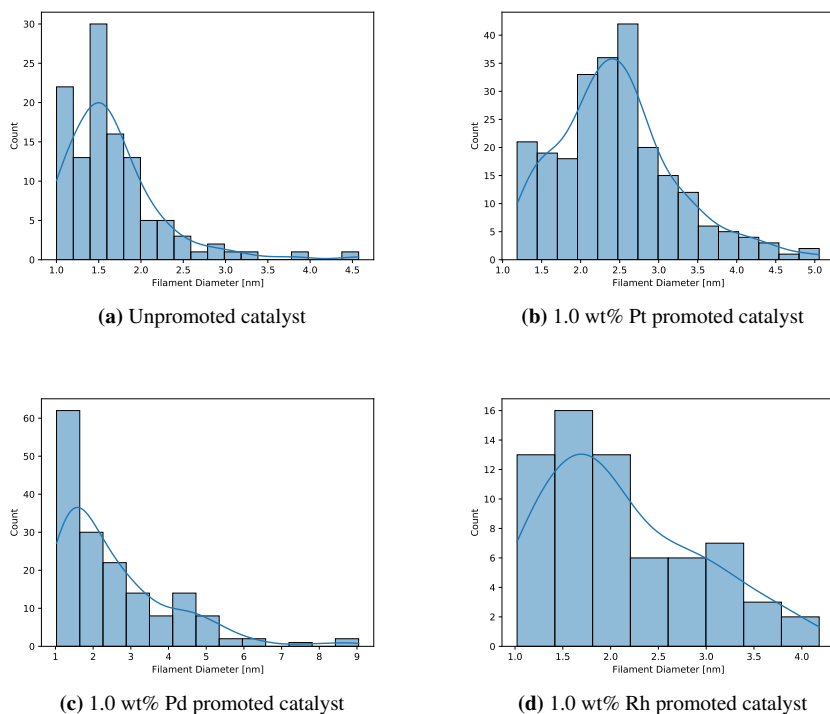 30
25
20
15
10
5
0
Count
1.0 1.5 2.0 2.5 3.0 3.5 4.0 4.5
Filament Diameter [nm]
(a) Unpromoted catalyst
40
35
30
25
20
15
10
5
0
Count
1.0 1.5 2.0 2.5 3.0 3.5 4.0 4.5 5.0
Filament Diameter [nm]
(b) 1.0 wt% Pt promoted catalyst
60
50
40
30
20
10
0
Count
1 2 3 4 5 6 7 8 9
Filament Diameter [nm]
(c) 1.0 wt% Pd promoted catalyst
16
14
12
10
8
6
4
2
0
Count
1.0 1.5 2.0 2.5 3.0 3.5 4.0
Filament Diameter [nm]
(d) 1.0 wt% Rh promoted catalyst